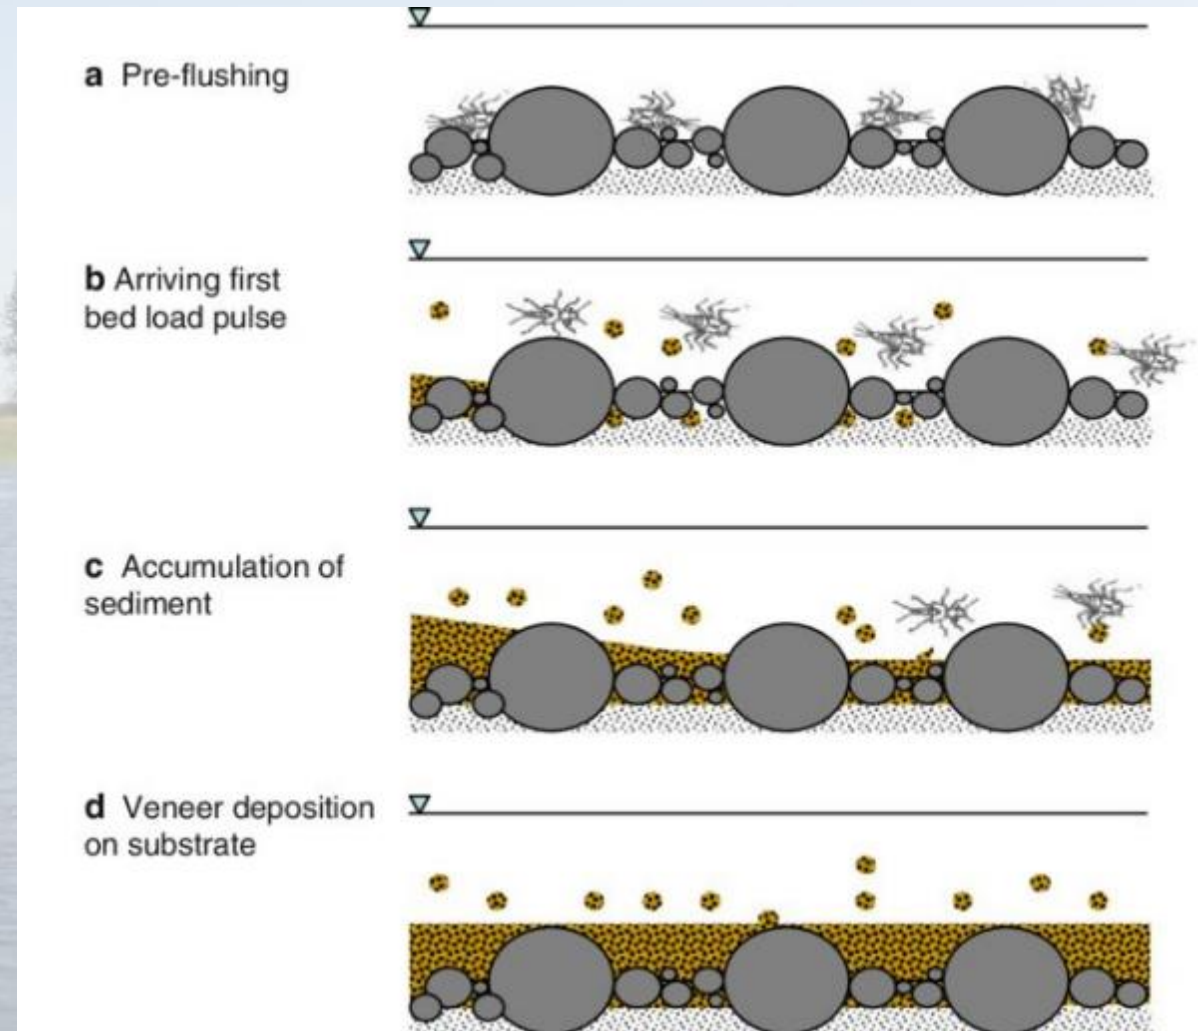 a Pre-flushing
b Arriving first
bed load pulse
c Accumulation of
sediment
d Veneer deposition
on substrate